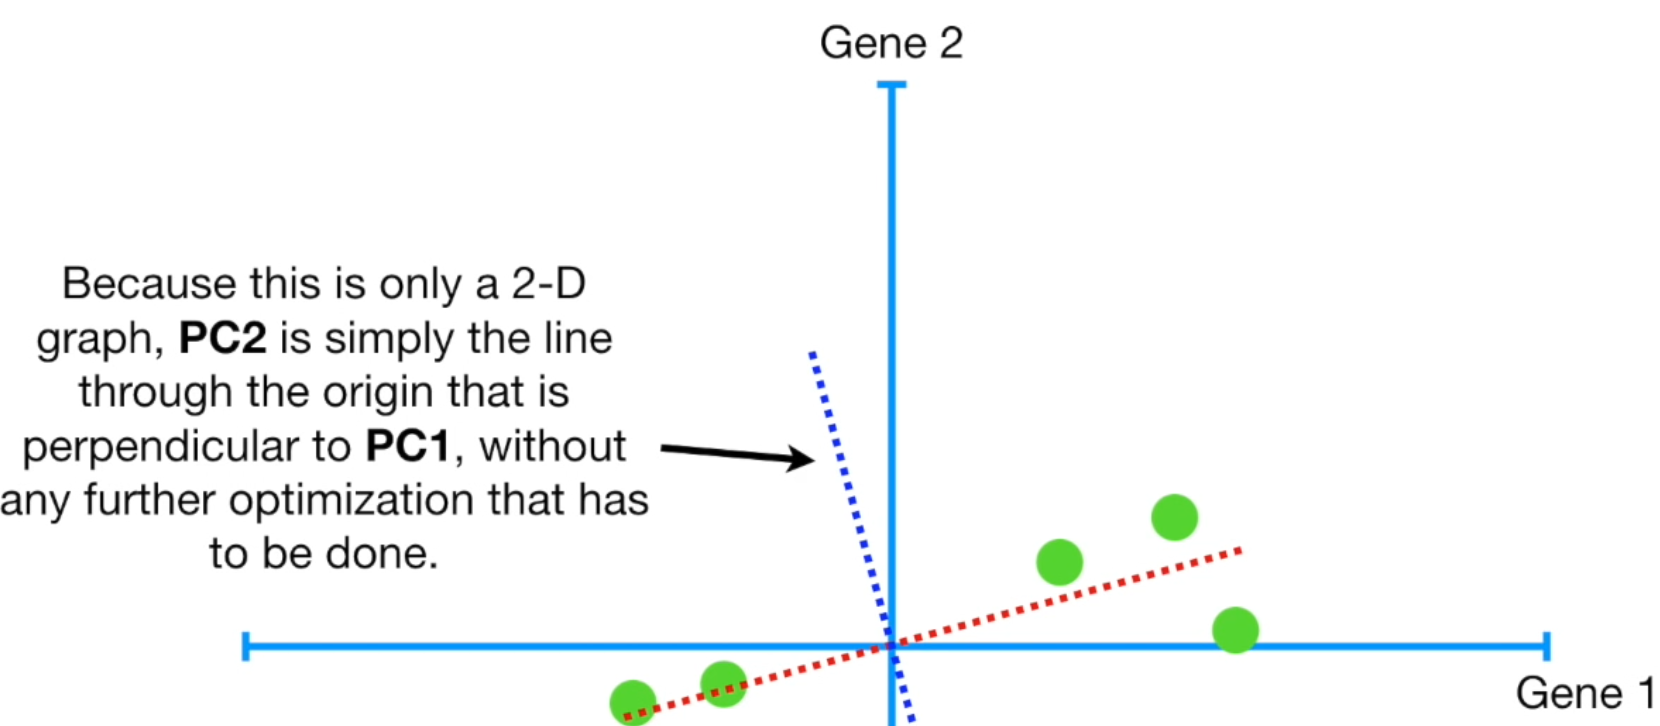 Gene 2
Because this is only a 2-D
graph, PC2 is simply the line
through the origin that is
perpendicular to PC1, without
any further optimization that has
to be done.
Gene 1